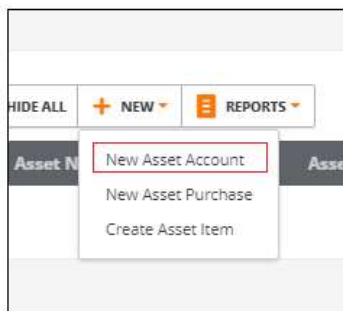 HIDE ALL NEW REPORTS
Asset N Asse
New Asset Account
New Asset Purchase
Create Asset Item